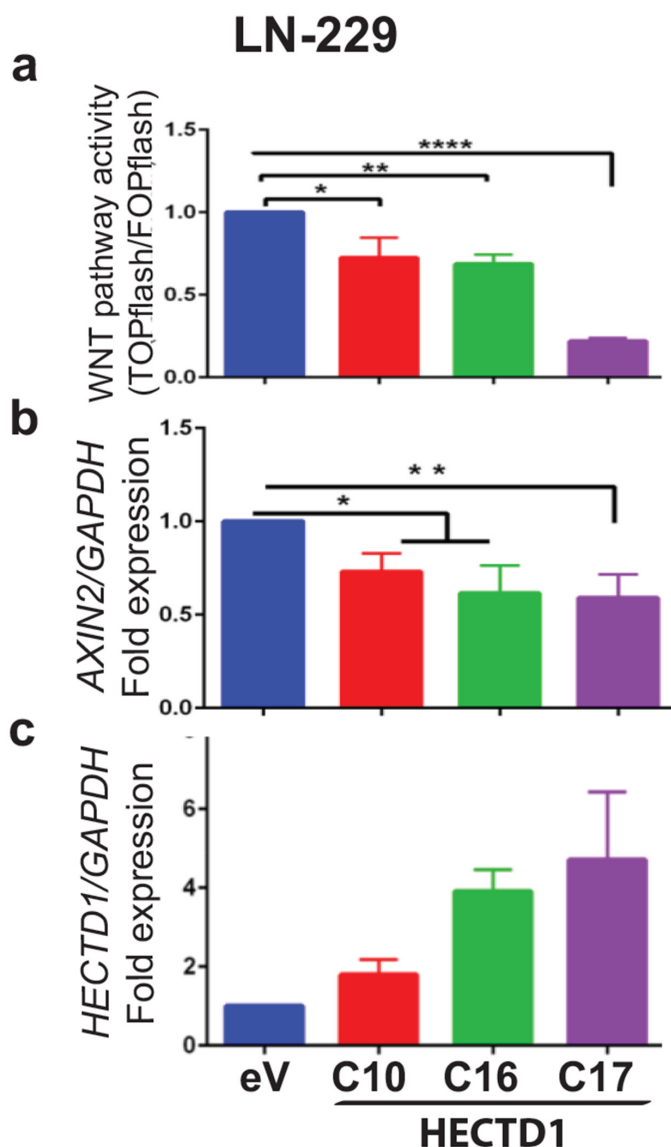 LN-229
a
WNT pathway activity
(TOPflash/FOPflash)
1.5
1.0
0.5
0.0
****
**
*
b
AXIN2/GAPDH
Fold expression
1.5
1.0
0.5
0.0
* *
*
c
HECTD1/GAPDH
Fold expression
6
4
2
0
eV C10 C16 C17
HECTD1